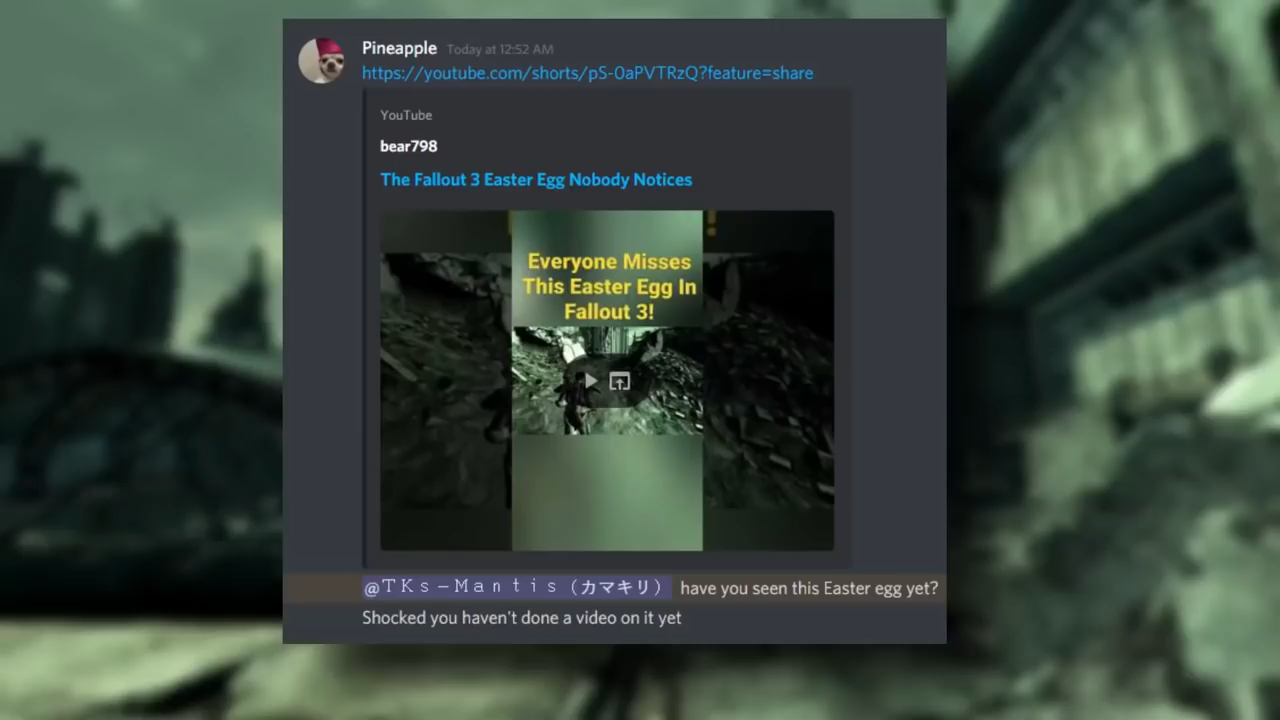 Pineapple Today at 12:52 AM
https://youtube.com/shorts/pS-0aPVTRzQ?feature=share
YouTube
bear798
The Fallout 3 Easter Egg Nobody Notices
Everyone Misses
This Easter Egg In
Fallout 3!
@TKs-Mantis (カマキリ) have you seen this Easter egg yet?
Shocked you haven't done a video on it yet